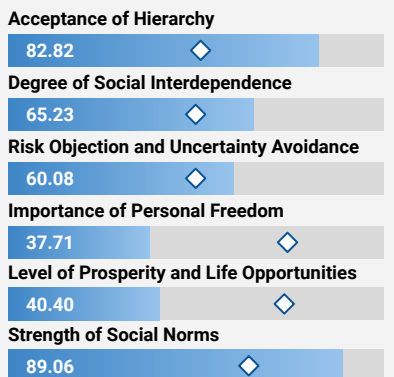 Acceptance of Hierarchy
82.82
Degree of Social Interdependence
65.23
Risk Objection and Uncertainty Avoidance
60.08
Importance of Personal Freedom
37.71
Level of Prosperity and Life Opportunities
40.40
Strength of Social Norms
89.06